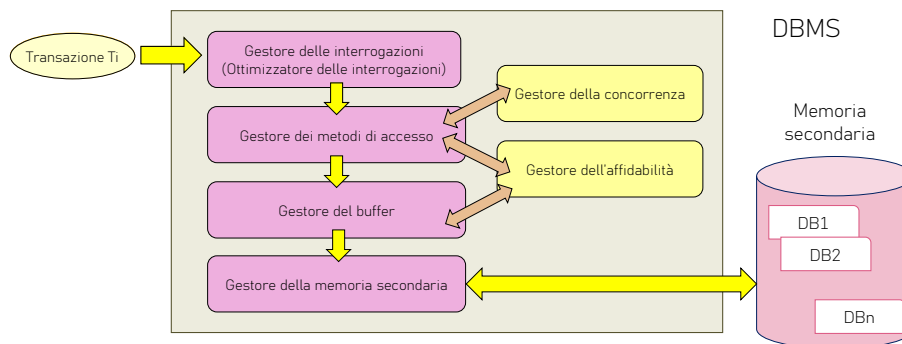 DBMS
Transazione Ti
Gestore delle interrogazioni
(Ottimizzatore delle interrogazioni)
Gestore della concorrenza
Gestore dei metodi di accesso
Gestore dell'affidabilità
Gestore del buffer
Gestore della memoria secondaria
Memoria
secondaria
DB1
DB2
DBn